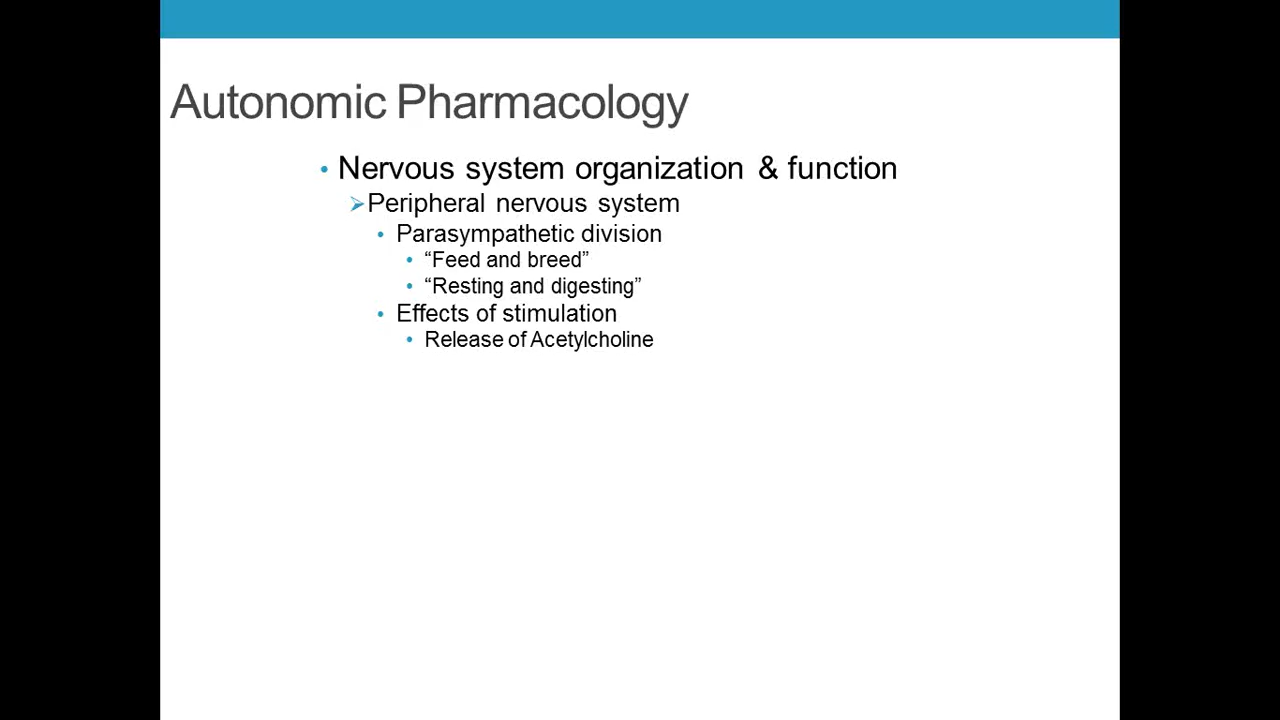 Autonomic Pharmacology
• Nervous system organization & function
➢Peripheral nervous system
• Parasympathetic division
• “Feed and breed”
• “Resting and digesting”
• Effects of stimulation
• Release of Acetylcholine